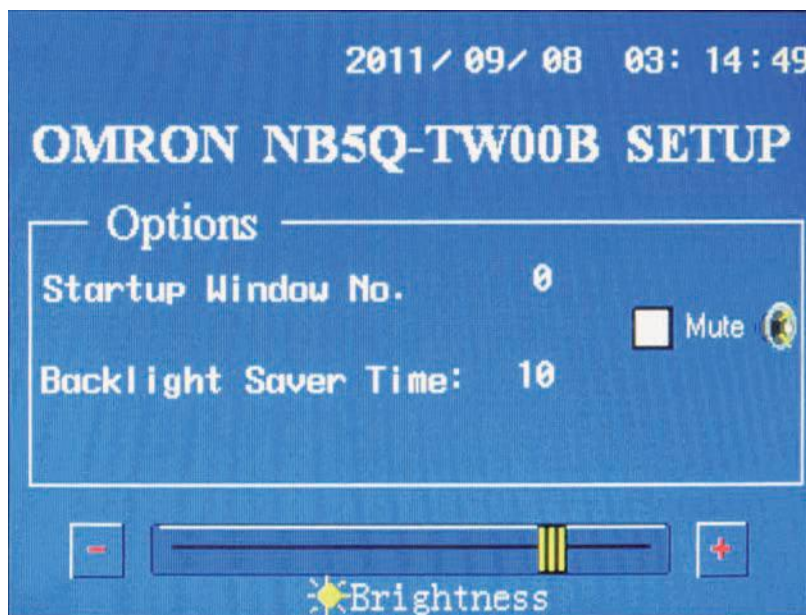 2011/09/08 03:14:49
OMRON NB5Q-TW00B SETUP
Options
Startup Window No. 0
Mute
Backlight Saver Time: 10
- +
Brightness